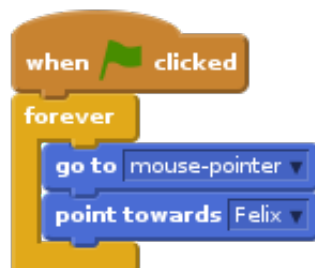 when clicked
forever
go to mouse-pointer
point towards Felix